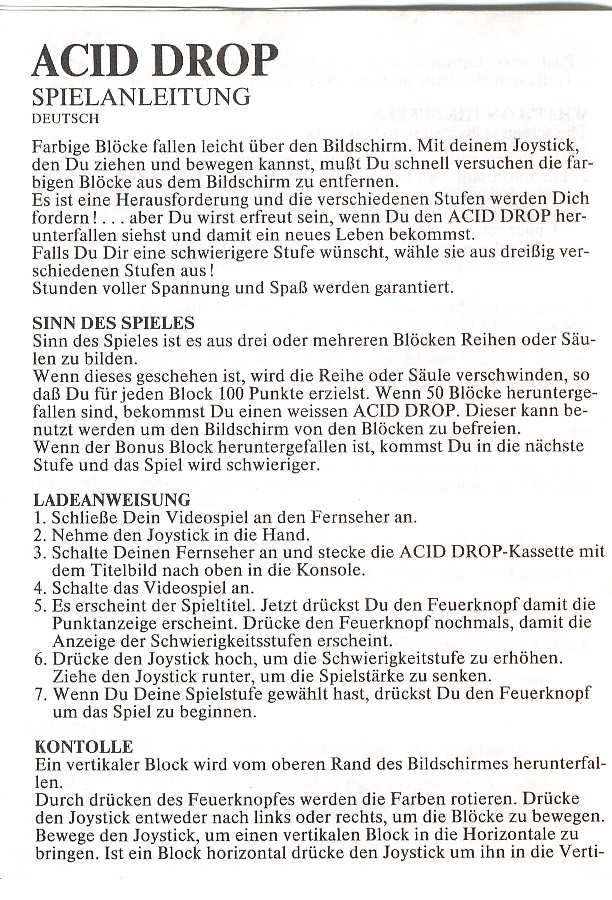 ACID DROP
SPIELANLEITUNG
DEUTSCH
Farbige Blöcke fallen leicht über den Bildschirm. Mit deinem Joystick,
den Du ziehen und bewegen kannst, mußt Du schnell versuchen die far-
bigen Blöcke aus dem Bildschirm zu entfernen.
Es ist eine Herausforderung und die verschiedenen Stufen werden Dich
fordern! . . . aber Du wirst erfreut sein, wenn Du den ACID DROP her-
unterfallen siehst und damit ein neues Leben bekommst.
Falls Du Dir eine schwierigere Stufe wünscht, wähle sie aus dreißig ver-
schiedenen Stufen aus!
Stunden voller Spannung und Spaß werden garantiert.
SINN DES SPIELES
Sinn des Spieles ist es aus drei oder mehreren Blöcken Reihen oder Säu-
len zu bilden.
Wenn dieses geschehen ist, wird die Reihe oder Säule verschwinden, so
daß Du für jeden Block 100 Punkte erzielst. Wenn 50 Blöcke herunterge-
fallen sind, bekommst Du einen weissen ACID DROP. Dieser kann be-
nutzt werden um den Bildschirm von den Blöcken zu befreien.
Wenn der Bonus Block heruntergefallen ist, kommst Du in die nächste
Stufe und das Spiel wird schwieriger.
LADEANWEISUNG
1. Schließe Dein Videospiel an den Fernseher an.
2. Nehme den Joystick in die Hand.
3. Schalte Deinen Fernseher an und stecke die ACID DROP-Kassette mit
dem Titelbild nach oben in die Konsole.
4. Schalte das Videospiel an.
5. Es erscheint der Spieltitel. Jetzt drückst Du den Feuerknopf damit die
Punktanzeige erscheint. Drücke den Feuerknopf nochmals, damit die
Anzeige der Schwierigkeitsstufen erscheint.
6. Drücke den Joystick hoch, um die Schwierigkeitstufe zu erhöhen.
Ziehe den Joystick runter, um die Spielstärke zu senken.
7. Wenn Du Deine Spielstufe gewählt hast, drückst Du den Feuerknopf
um das Spiel zu beginnen.
KONTOLLE
Ein vertikaler Block wird vom oberen Rand des Bildschirmes herunterfal-
len.
Durch drücken des Feuerknopfes werden die Farben rotieren. Drücke
den Joystick entweder nach links oder rechts, um die Blöcke zu bewegen.
Bewege den Joystick, um einen vertikalen Block in die Horizontale zu
bringen. Ist ein Block horizontal drücke den Joystick um ihn in die Verti-